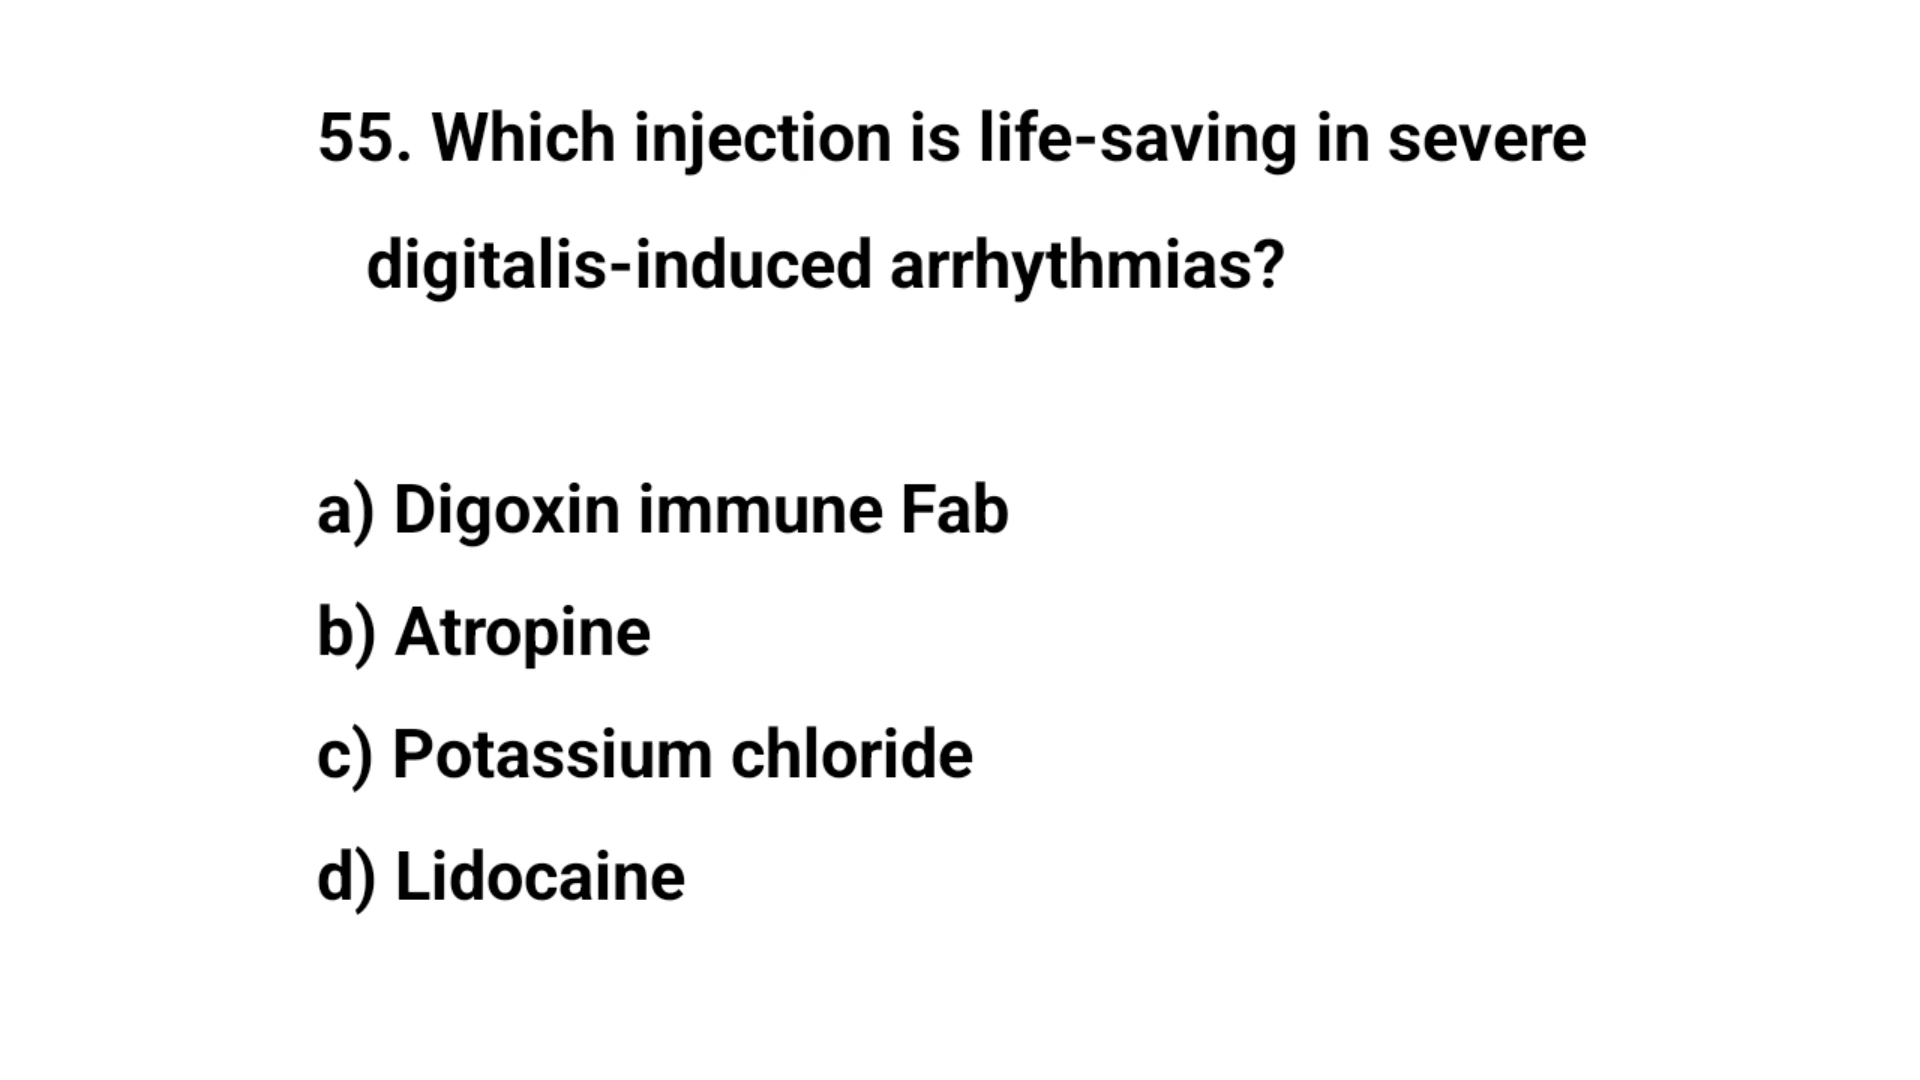 55. Which injection is life-saving in severe
digitalis-induced arrhythmias?
a) Digoxin immune Fab
b) Atropine
c) Potassium chloride
d) Lidocaine